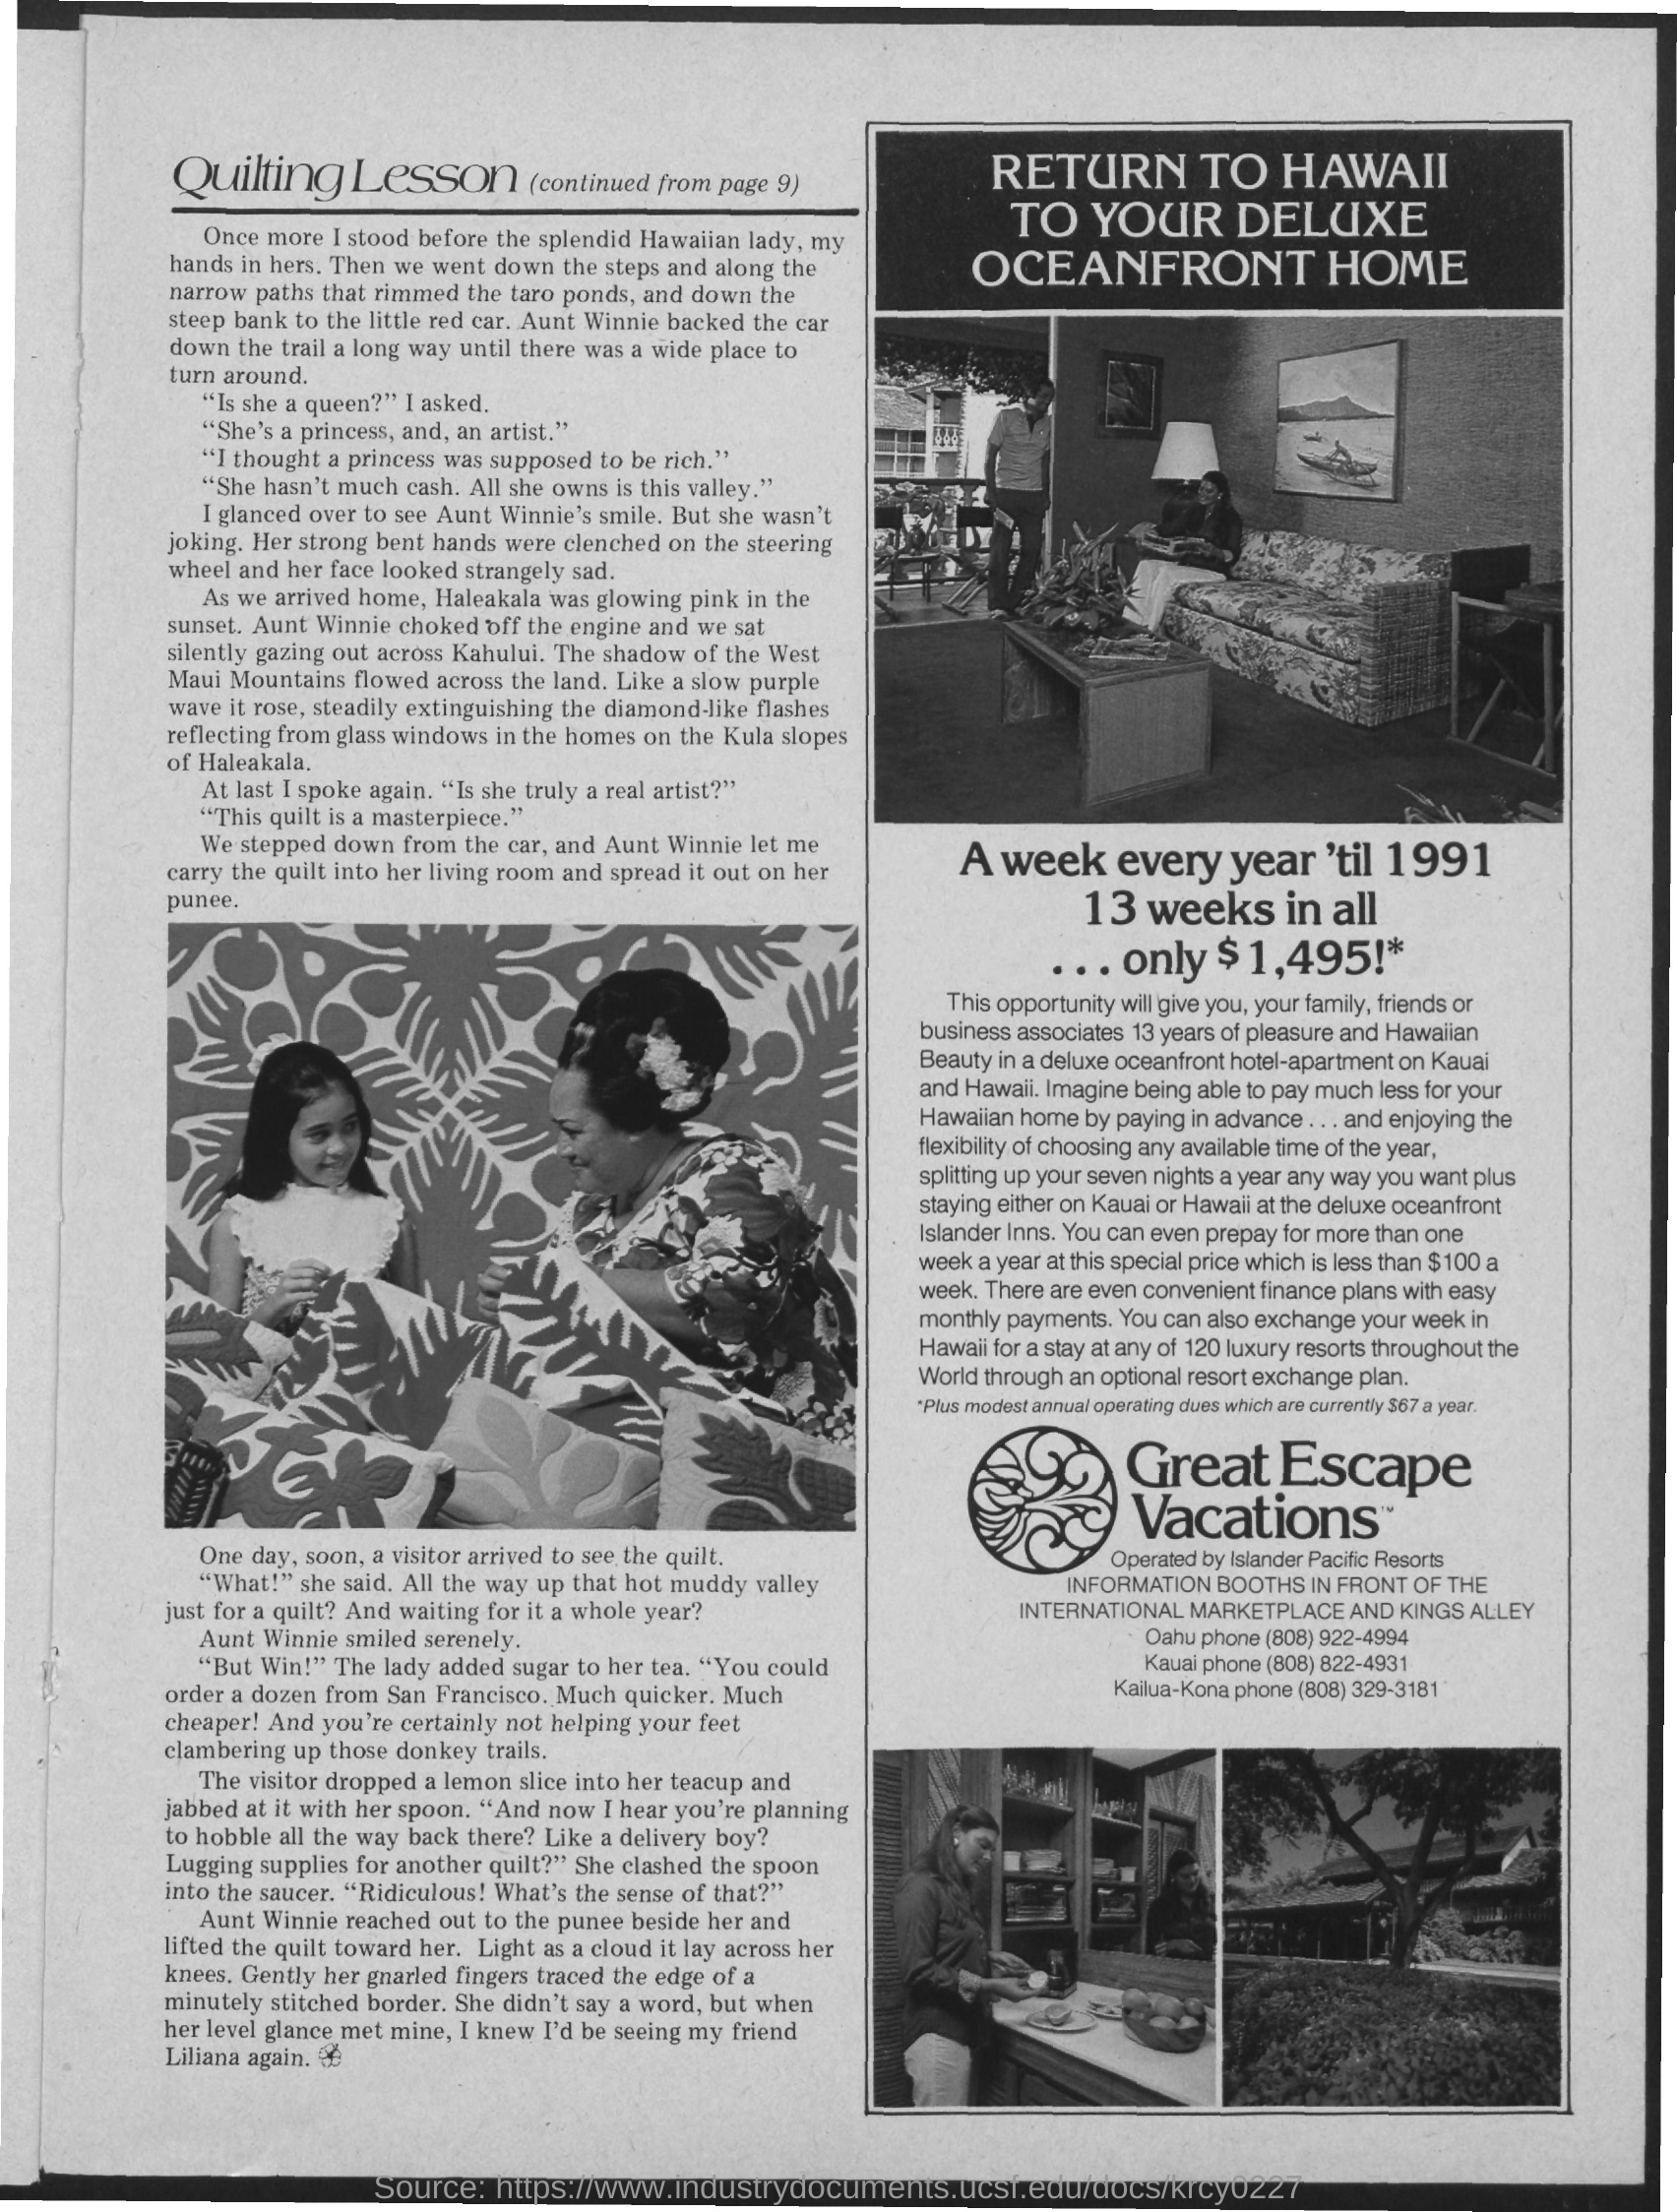 Quilting Lesson (continued from page 9)
Once more I stood before the splendid Hawaiian lady, my
hands in hers. Then we went down the steps and along the
narrow paths that rimmed the taro ponds, and down the
steep bank to the little red car. Aunt Winnie backed the car
down the trail a long way until there was a wide place to
turn around.
“Is she a queen?” I asked.
“She's a princess, and, an artist.”
“I thought a princess was supposed to be rich.”
“She hasn't much cash. All she owns is this valley.”
I glanced over to see Aunt Winnie's smile. But she wasn't
joking. Her strong bent hands were clenched on the steering
wheel and her face looked strangely sad.
As we arrived home, Haleakala was glowing pink in the
sunset. Aunt Winnie choked off the engine and we sat
silently gazing out across Kahului. The shadow of the West
Maui Mountains flowed across the land. Like a slow purple
wave it rose, steadily extinguishing the diamond-like flashes
reflecting from glass windows in the homes on the Kula slopes
of Haleakala.
At last I spoke again. “Is she truly a real artist?”
“This quilt is a masterpiece.”
We stepped down from the car, and Aunt Winnie let me
carry the quilt into her living room and spread it out on her
punee.
One day, soon, a visitor arrived to see the quilt.
“What!” she said. All the way up that hot muddy valley
just for a quilt? And waiting for it a whole year?
Aunt Winnie smiled serenely.
“But Win!” The lady added sugar to her tea. “You could
order a dozen from San Francisco. Much quicker. Much
cheaper! And you're certainly not helping your feet
clambering up those donkey trails.
The visitor dropped a lemon slice into her teacup and
jabbed at it with her spoon. “And now I hear you're planning
to hobble all the way back there? Like a delivery boy?
Lugging supplies for another quilt?” She clashed the spoon
into the saucer. “Ridiculous! What's the sense of that?”
Aunt Winnie reached out to the punee beside her and
lifted the quilt toward her. Light as a cloud it lay across her
knees. Gently her gnarled fingers traced the edge of a
minutely stitched border. She didn't say a word, but when
her level glance met mine, I knew I'd be seeing my friend
Liliana again.
RETURN TO HAWAII
TO YOUR DELUXE
OCEANFRONT HOME
A week every year 'til 1991
13 weeks in all
... only $1,495!*
This opportunity will give you, your family, friends or
business associates 13 years of pleasure and Hawaiian
Beauty in a deluxe oceanfront hotel-apartment on Kauai
and Hawaii. Imagine being able to pay much less for your
Hawaiian home by paying in advance ... and enjoying the
flexibility of choosing any available time of the year,
splitting up your seven nights a year any way you want plus
staying either on Kauai or Hawaii at the deluxe oceanfront
Islander Inns. You can even prepay for more than one
week a year at this special price which is less than $100 a
week. There are even convenient finance plans with easy
monthly payments. You can also exchange your week in
Hawaii for a stay at any of 120 luxury resorts throughout the
World through an optional resort exchange plan.
*Plus modest annual operating dues which are currently $67 a year.
Great Escape
Vacations™
Operated by Islander Pacific Resorts
INFORMATION BOOTHS IN FRONT OF THE
INTERNATIONAL MARKETPLACE AND KINGS ALLEY
Oahu phone (808) 922-4994
Kauai phone (808) 822-4931
Kailua-Kona phone (808) 329-3181
Source: https://www.industrydocuments.ucsf.edu/docs/krcy0227